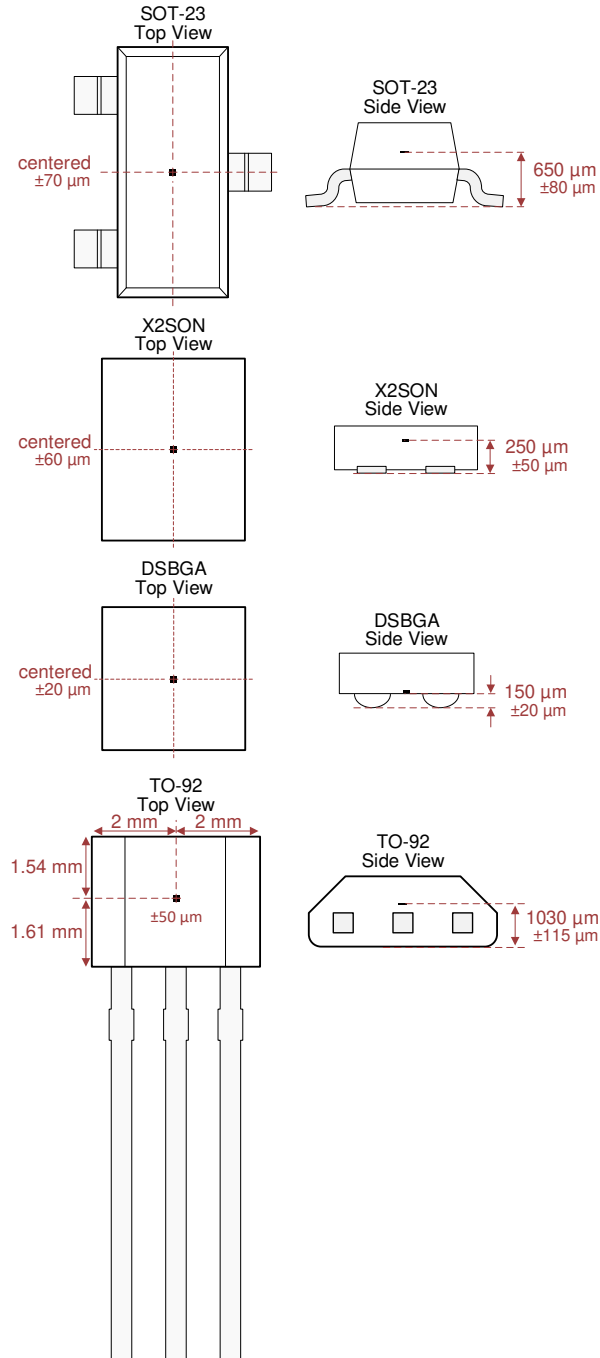 SOT-23
Top View
centered
±70 µm
SOT-23
Side View
650 µm
±80 µm
X2SON
Top View
centered
±60 µm
X2SON
Side View
250 µm
±50 µm
DSBGA
Top View
centered
±20 µm
DSBGA
Side View
150 µm
±20 µm
TO-92
Top View
2 mm 2 mm
1.54 mm
1.61 mm
±50 µm
TO-92
Side View
1030 µm
±115 µm